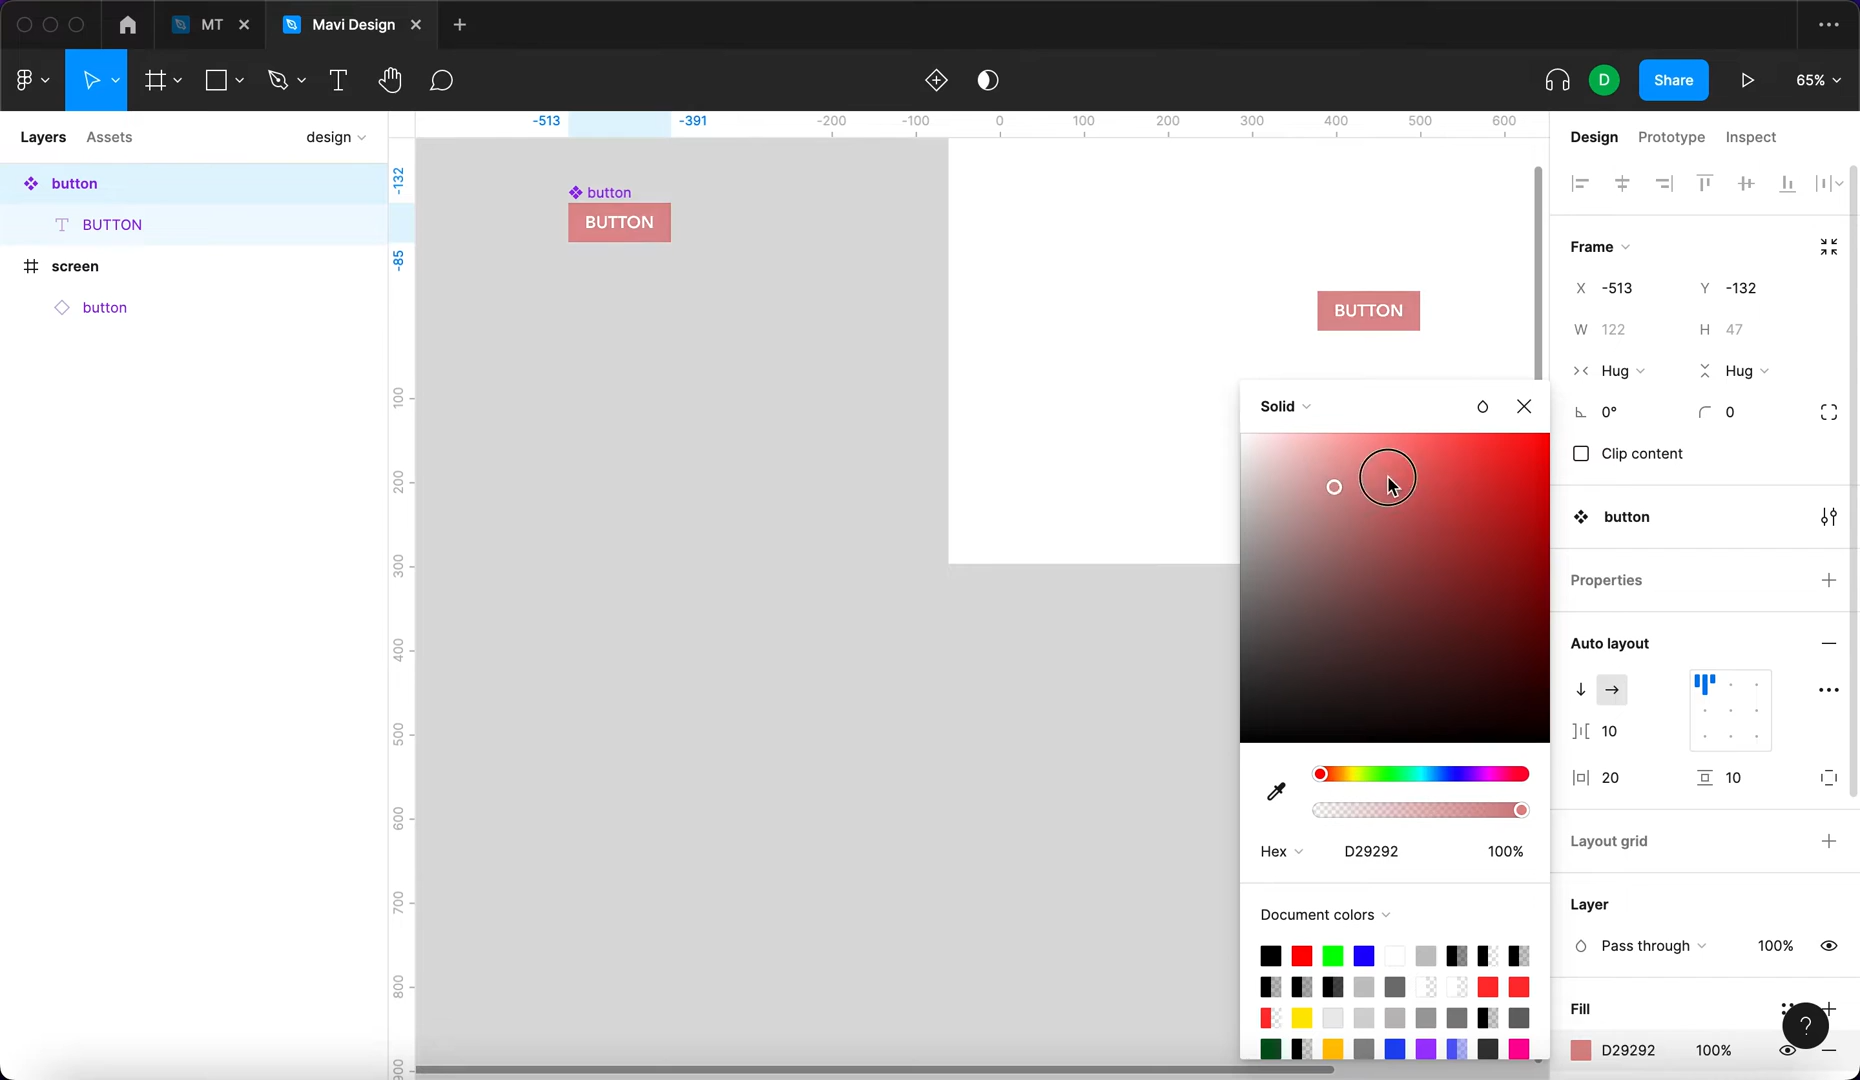 MT
Mavi Design
Share
D
65%
Layers
Assets
design
button
BUTTON
screen
button
-513
-391
-200
-100
0
100
200
300
400
500
600
-132
-85
100
200
300
400
500
600
700
800
900
button
BUTTON
BUTTON
Solid
Hex
D29292
100%
Document colors
Design
Prototype
Inspect
Frame
X -513
Y -132
W 122
H 47
Hug
Hug
0°
0
Clip content
button
Properties
Auto layout
10
20
10
Layout grid
Layer
Pass through
100%
Fill
D29292
100%
?